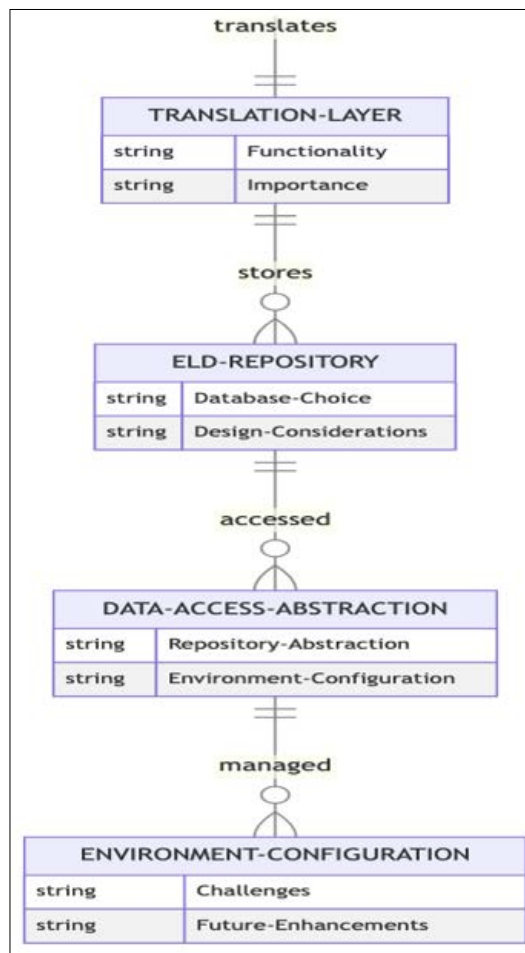 translates
TRANSLATION-LAYER
string Functionality
string Importance
stores
ELD-REPOSITORY
string Database-Choice
string Design-Considerations
accessed
DATA-ACCESS-ABSTRACTION
string Repository-Abstraction
string Environment-Configuration
managed
ENVIRONMENT-CONFIGURATION
string Challenges
string Future-Enhancements